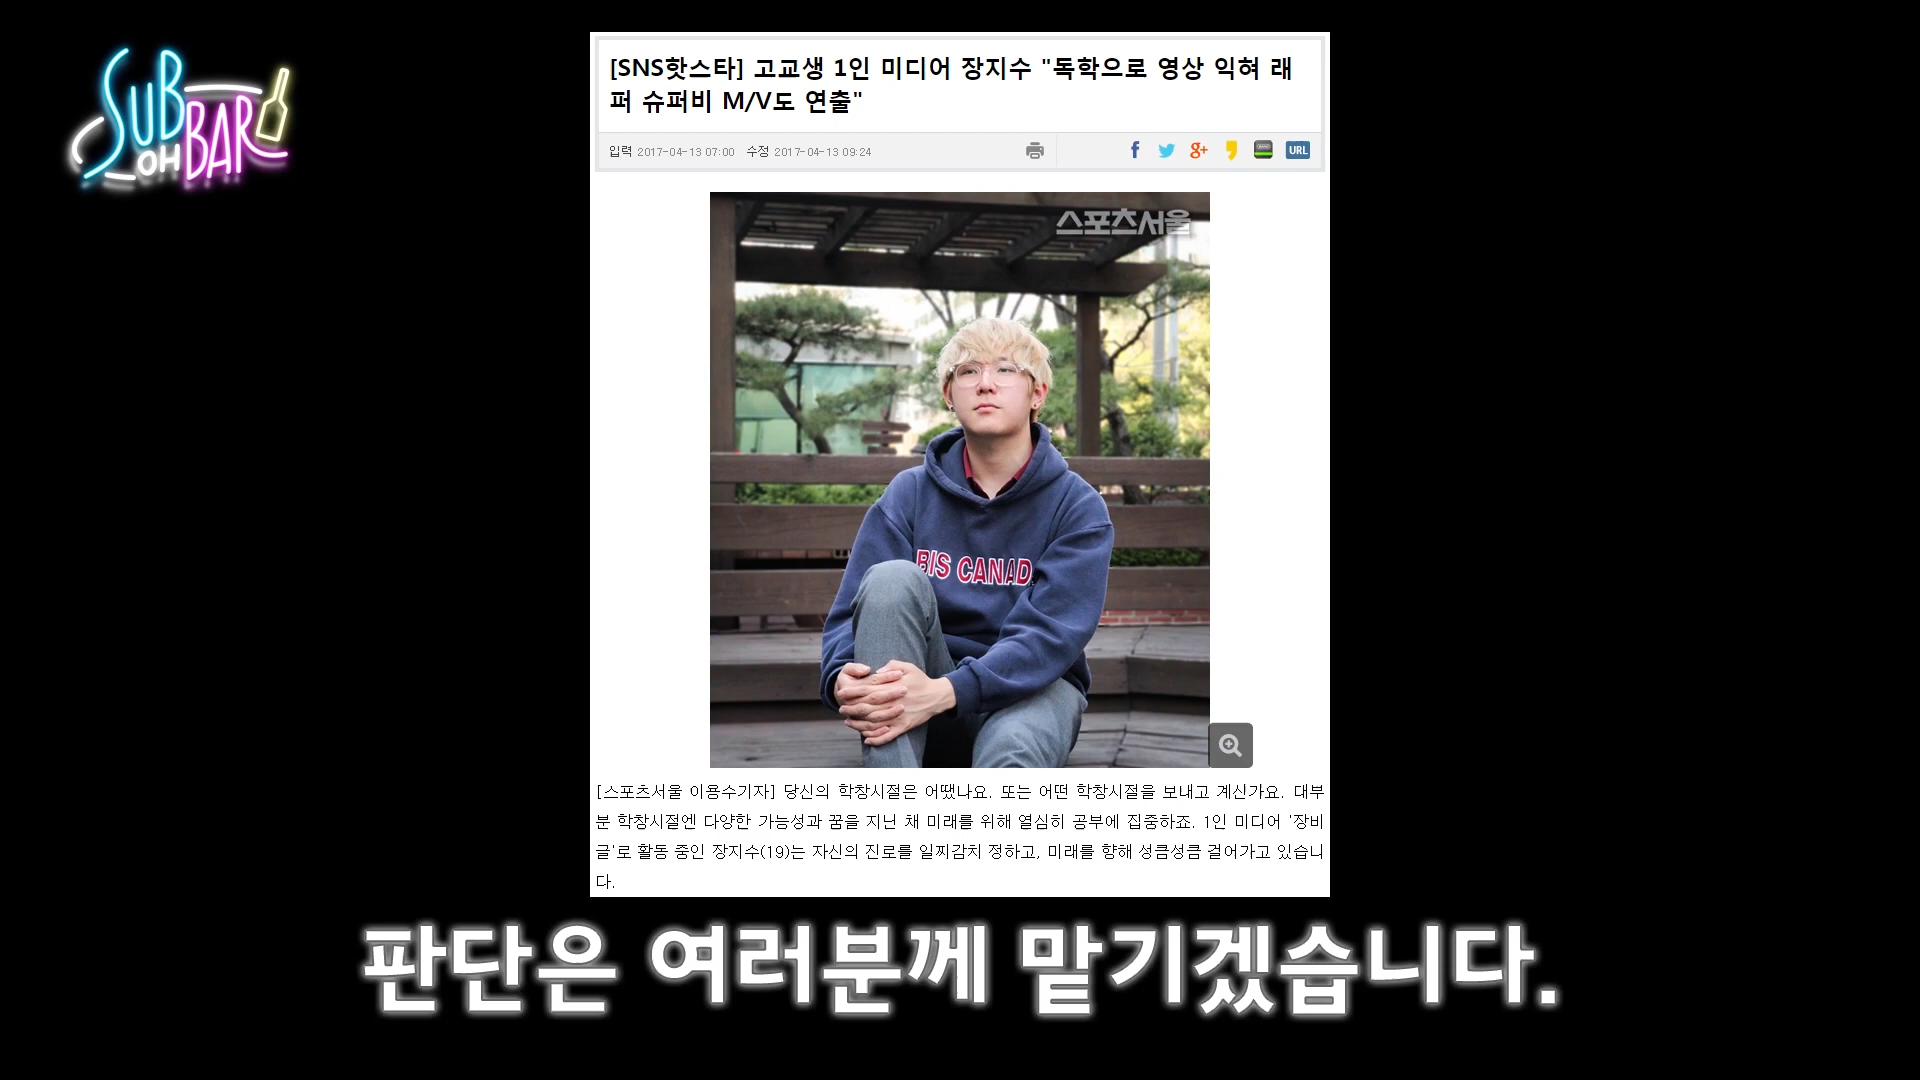 SUB
OH BAR
[SNS핫스타] 고교생 1인 미디어 장지수 "독학으로 영상 익혀 래
퍼 슈퍼비 M/V도 연출"
입력 2017-04-13 07:00 수정 2017-04-13 09:24
f g+ URL
스포츠서울
BIS CANAD
[스포츠서울 이용수기자] 당신의 학창시절은 어땠나요. 또는 어떤 학창시절을 보내고 계신가요. 대부
분 학창시절엔 다양한 가능성과 꿈을 지닌 채 미래를 위해 열심히 공부에 집중하죠. 1인 미디어 '장비
글'로 활동 중인 장지수(19)는 자신의 진로를 일찌감치 정하고, 미래를 향해 성큼성큼 걸어가고 있습니
다.
판단은 여러분께 맡기겠습니다.